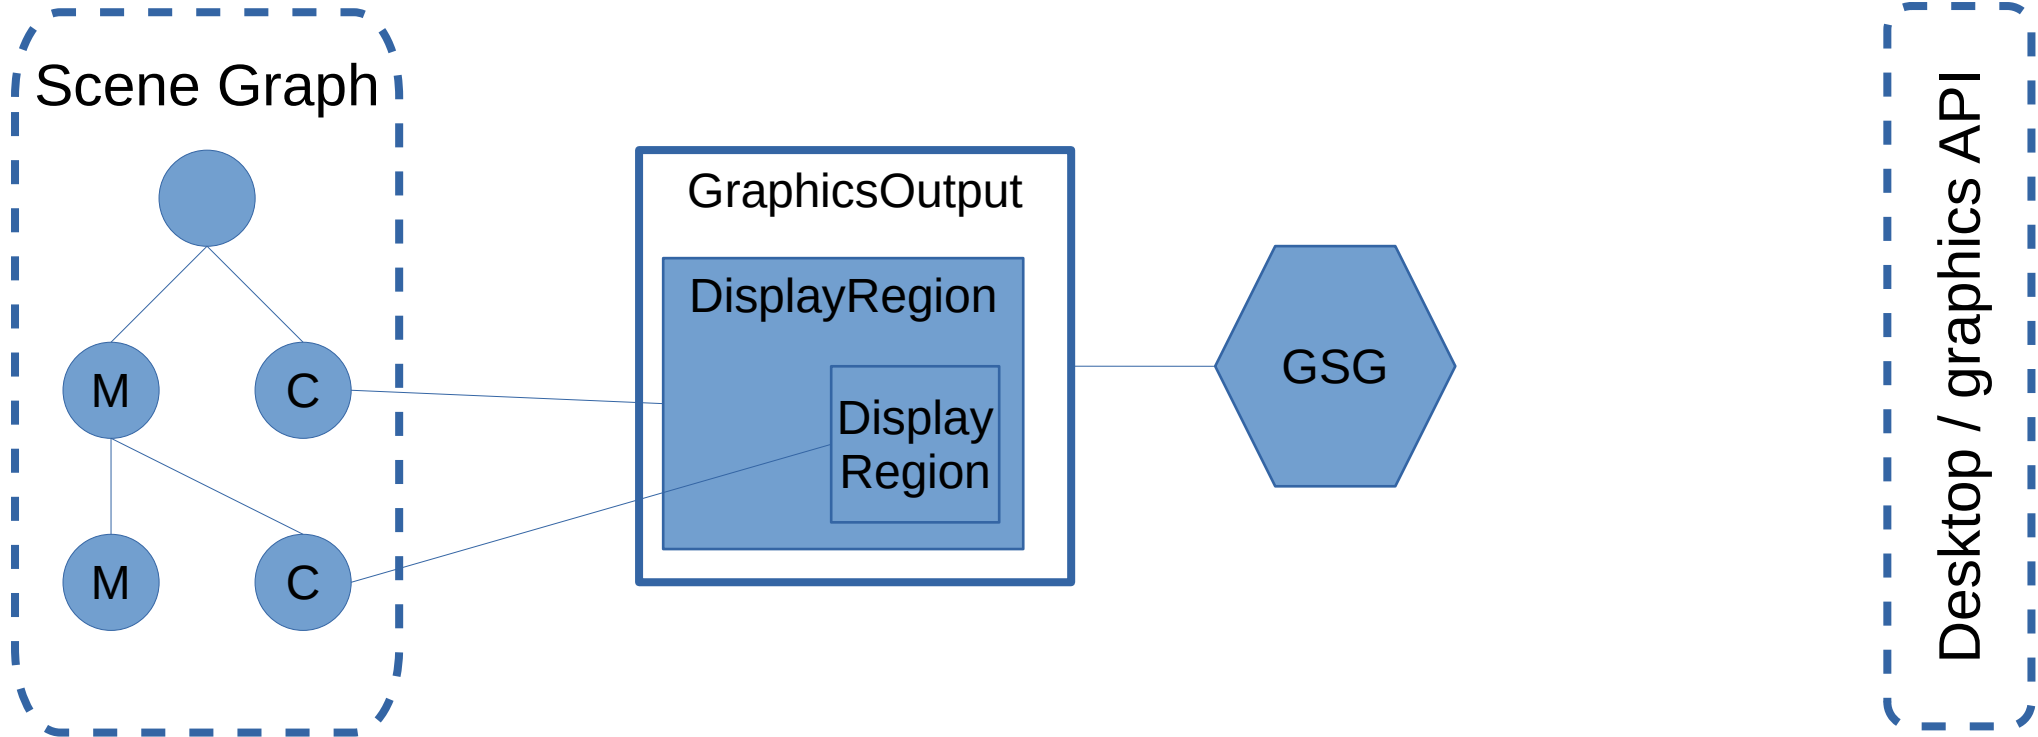 Scene Graph
M
C
M
C
GraphicsOutput
DisplayRegion
Display
Region
GSG
Desktop / graphics API